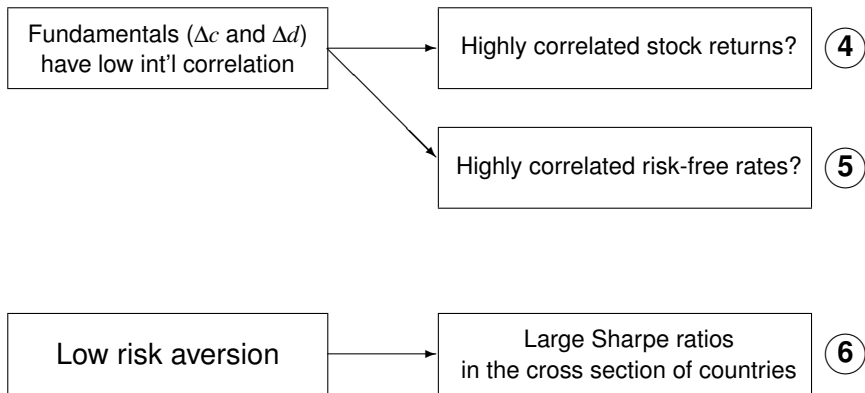 Fundamentals (Δc and Δd)
have low int'l correlation
Highly correlated stock returns?
4
Highly correlated risk-free rates?
5
Low risk aversion
Large Sharpe ratios
in the cross section of countries
6